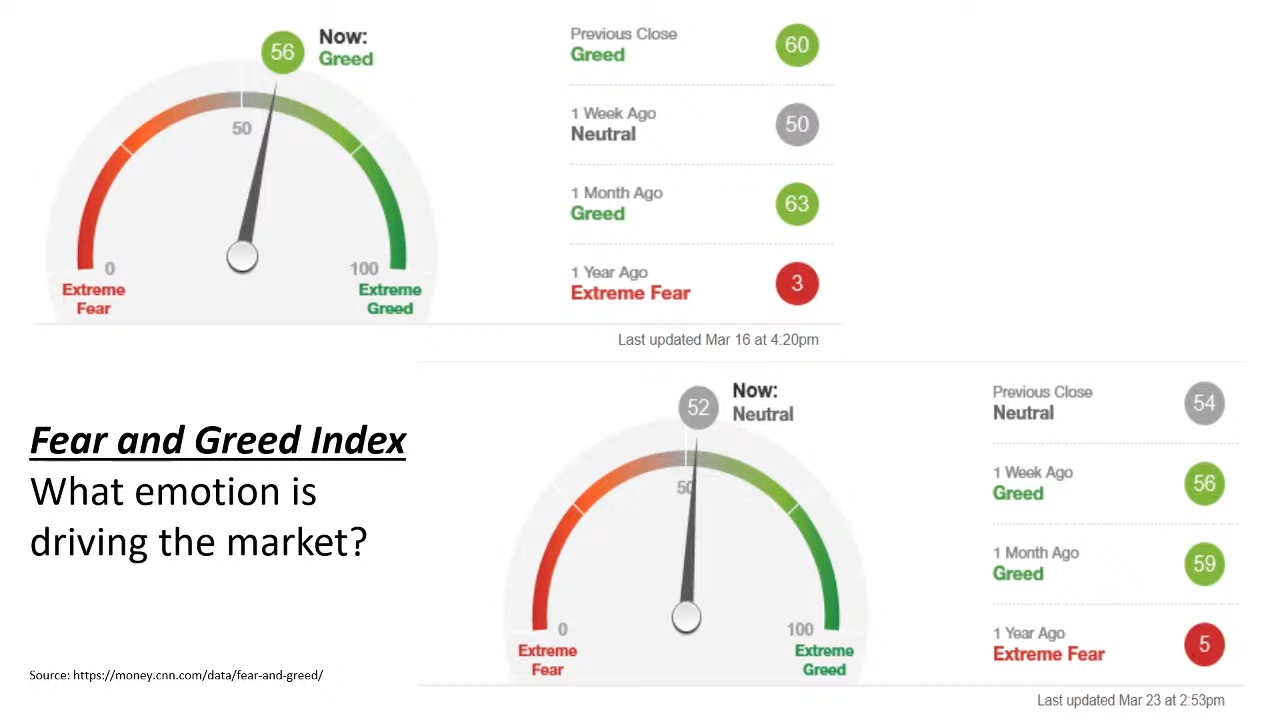 56
Now:
Greed
50
0
100
Extreme
Fear
Extreme
Greed
Previous Close
Greed
60
1 Week Ago
Neutral
50
1 Month Ago
Greed
63
1 Year Ago
Extreme Fear
3
Last updated Mar 16 at 4:20pm
Fear and Greed Index
What emotion is
driving the market?
Source: https://money.cnn.com/data/fear-and-greed/
52
Now:
Neutral
50
0
100
Extreme
Fear
Extreme
Greed
Previous Close
Neutral
54
1 Week Ago
Greed
56
1 Month Ago
Greed
59
1 Year Ago
Extreme Fear
5
Last updated Mar 23 at 2:53pm